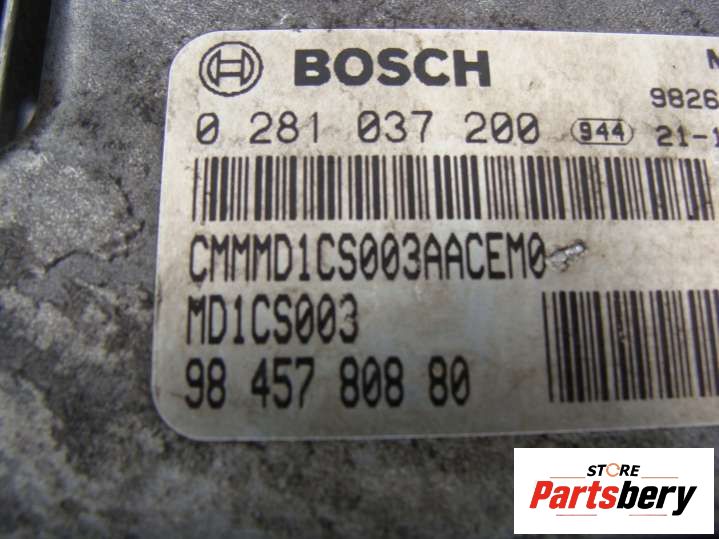 BOSCH
9826
0 281 037 200 944 21-1
CMMMD1CS003AACEM0
MD1CS003
98 457 808 80
STORE
Partsbery